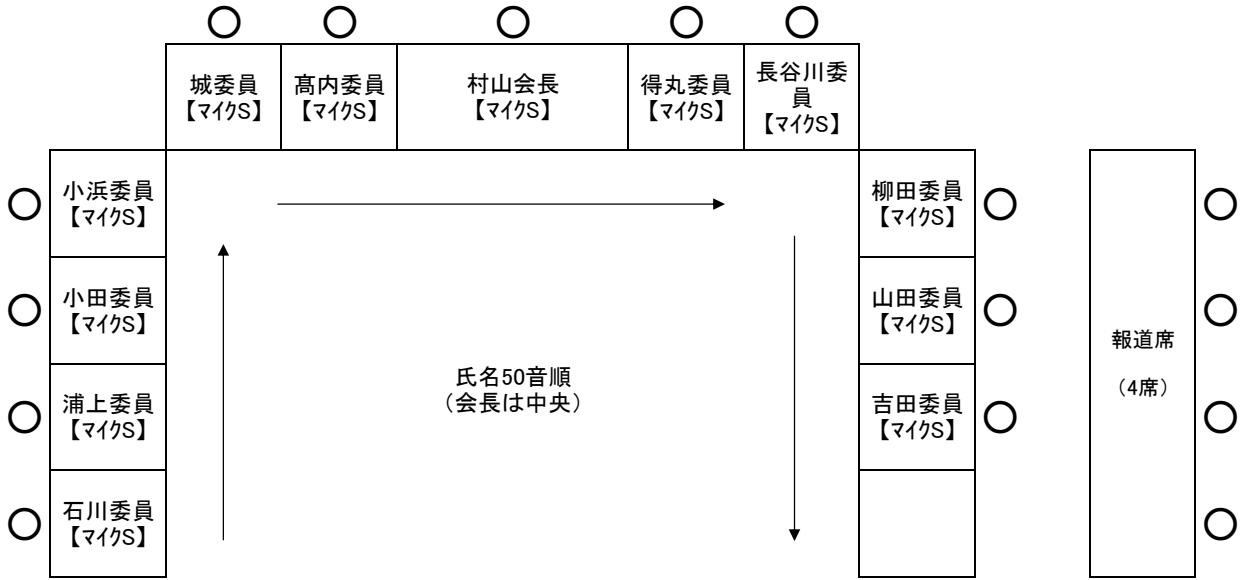 城委員
【ﾏｲｸS】
髙内委員
【ﾏｲｸS】
村山会長
【ﾏｲｸS】
得丸委員
【ﾏｲｸS】
長谷川委
員
【ﾏｲｸS】
小浜委員
【ﾏｲｸS】
柳田委員
【ﾏｲｸS】
小田委員
【ﾏｲｸS】
山田委員
【ﾏｲｸS】
報道席
（4席）
氏名50音順
（会長は中央）
浦上委員
【ﾏｲｸS】
吉田委員
【ﾏｲｸS】
石川委員
【ﾏｲｸS】